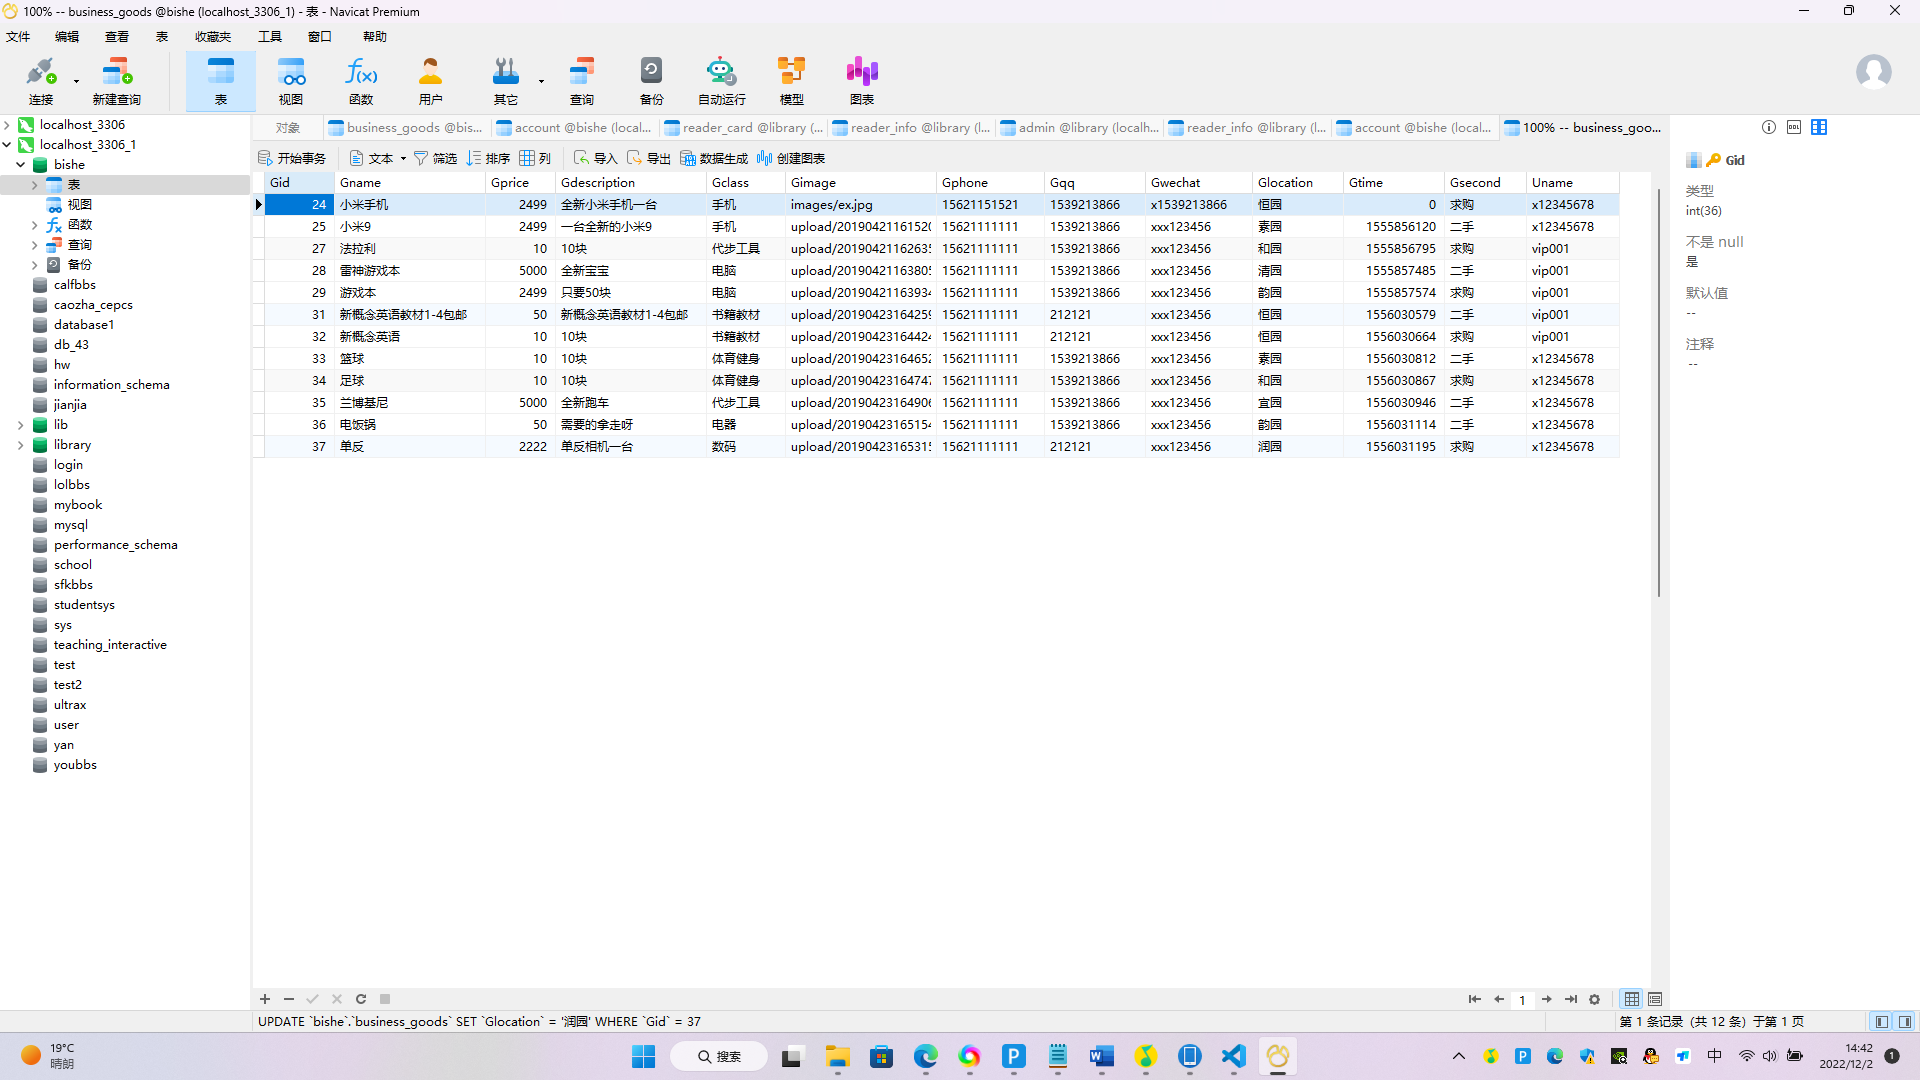 100% -- business_goods @bishe (localhost_3306_1) - 表 - Navicat Premium
文件 编辑 查看 表 收藏夹 工具 窗口 帮助
连接 新建查询 表 视图 函数 用户 其它 查询 备份 自动运行 模型 图表
localhost_3306
localhost_3306_1
bishe
表
视图
函数
查询
备份
calfbbs
caozha_cepcs
database1
db_43
hw
information_schema
jianjia
lib
library
login
lolbbs
mybook
mysql
performance_schema
school
sfkbbs
studentsys
sys
teaching_interactive
test
test2
ultrax
user
yan
youbbs
对象 business_goods @bis... account @bishe (local... reader_card @library (... reader_info @library (l... admin @library (localh... reader_info @library (l... account @bishe (local... 100% -- business_goo...
开始事务 文本 筛选 排序 列 导入 导出 数据生成 创建图表
Gid Gname Gprice Gdescription Gclass Gimage Gphone Gqq Gwechat Glocation Gtime Gsecond Uname
24 小米手机 2499 全新小米手机一台 手机 images/ex.jpg 15621151521 1539213866 x1539213866 恒园 0 求购 x12345678
25 小米9 2499 一台全新的小米9 手机 upload/20190421161520 15621111111 1539213866 xxx123456 素园 1555856120 二手 x12345678
27 法拉利 10 10块 代步工具 upload/20190421162635 15621111111 1539213866 xxx123456 和园 1555856795 求购 vip001
28 雷神游戏本 5000 全新宝宝 电脑 upload/20190421163805 15621111111 1539213866 xxx123456 清园 1555857485 二手 vip001
29 游戏本 2499 只要50块 电脑 upload/20190421163934 15621111111 1539213866 xxx123456 韵园 1555857574 求购 vip001
31 新概念英语教材1-4包邮 50 新概念英语教材1-4包邮 书籍教材 upload/20190423164259 15621111111 212121 xxx123456 恒园 1556030579 二手 vip001
32 新概念英语 10 10块 书籍教材 upload/20190423164424 15621111111 212121 xxx123456 恒园 1556030664 求购 vip001
33 篮球 10 10块 体育健身 upload/20190423164652 15621111111 1539213866 xxx123456 素园 1556030812 二手 x12345678
34 足球 10 10块 体育健身 upload/20190423164747 15621111111 1539213866 xxx123456 和园 1556030867 求购 x12345678
35 兰博基尼 5000 全新跑车 代步工具 upload/20190423164906 15621111111 1539213866 xxx123456 宜园 1556030946 二手 x12345678
36 电饭锅 50 需要的拿走呀 电器 upload/20190423165154 15621111111 1539213866 xxx123456 韵园 1556031114 二手 x12345678
37 单反 2222 单反相机一台 数码 upload/20190423165315 15621111111 212121 xxx123456 润园 1556031195 求购 x12345678
Gid
类型
int(36)
不是 null
是
默认值
--
注释
--
1
UPDATE `bishe`.`business_goods` SET `Glocation` = '润园' WHERE `Gid` = 37
第 1 条记录 (共 12 条) 于第 1 页
19°C
晴朗
搜索
中
14:42
2022/12/2
1